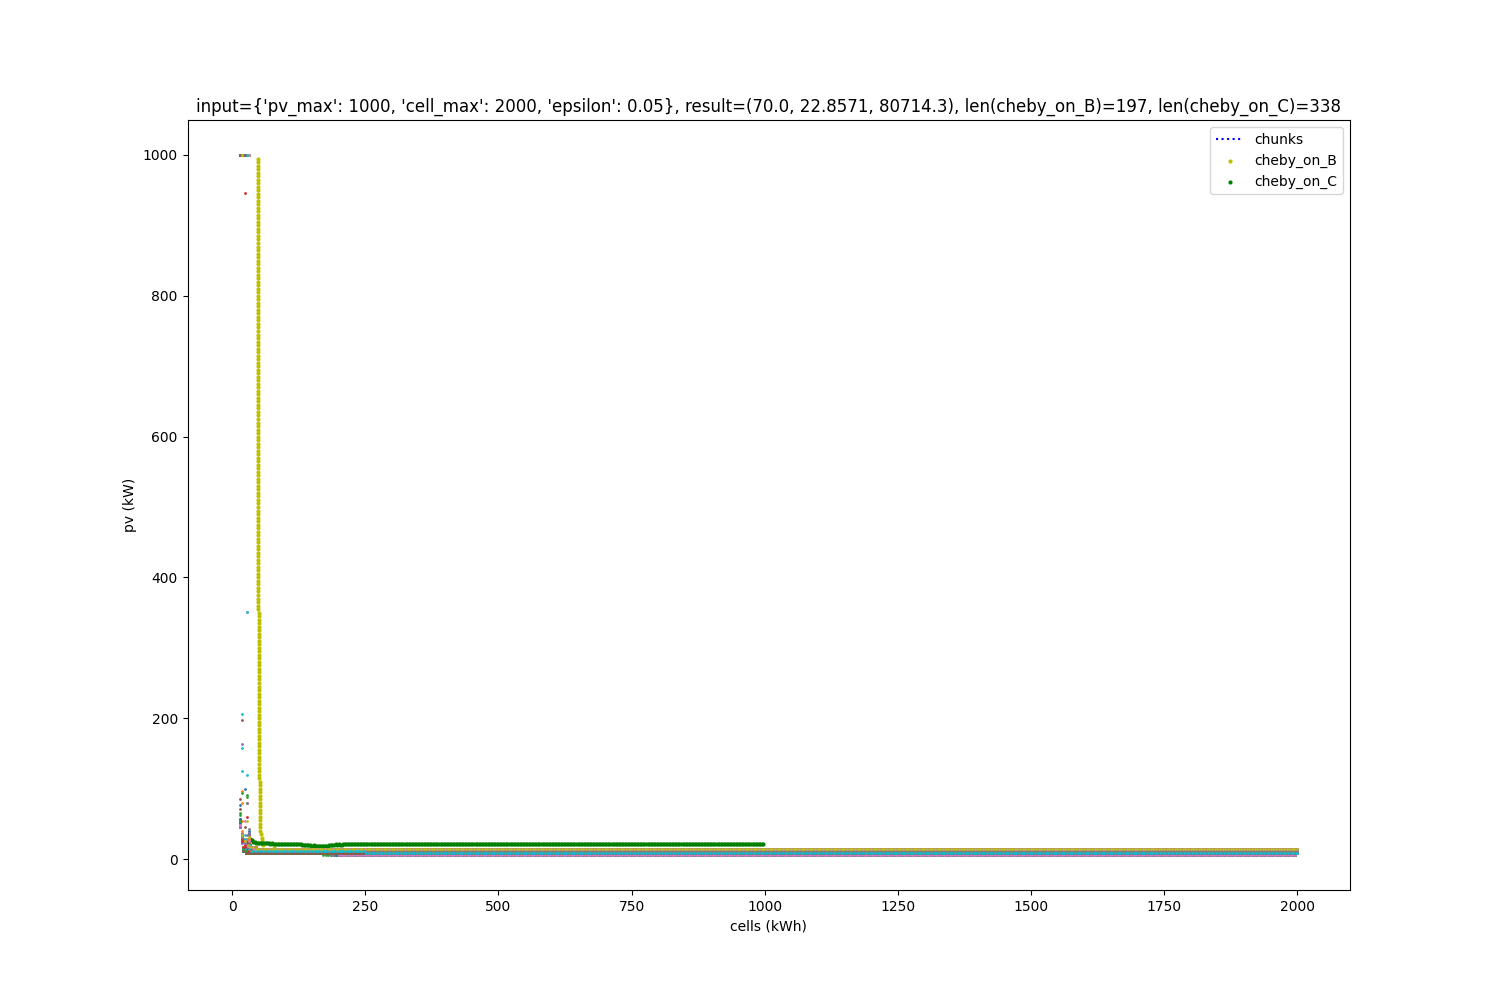 input={'pv_max': 1000, 'cell_max': 2000, 'epsilon': 0.05}, result=(70.0, 22.8571, 80714.3), len(cheby_on_B)=197, len(cheby_on_C)=338
chunks
cheby_on_B
cheby_on_C
1000
800
600
400
200
0
pv (kW)
0 250 500 750 1000 1250 1500 1750 2000
cells (kWh)